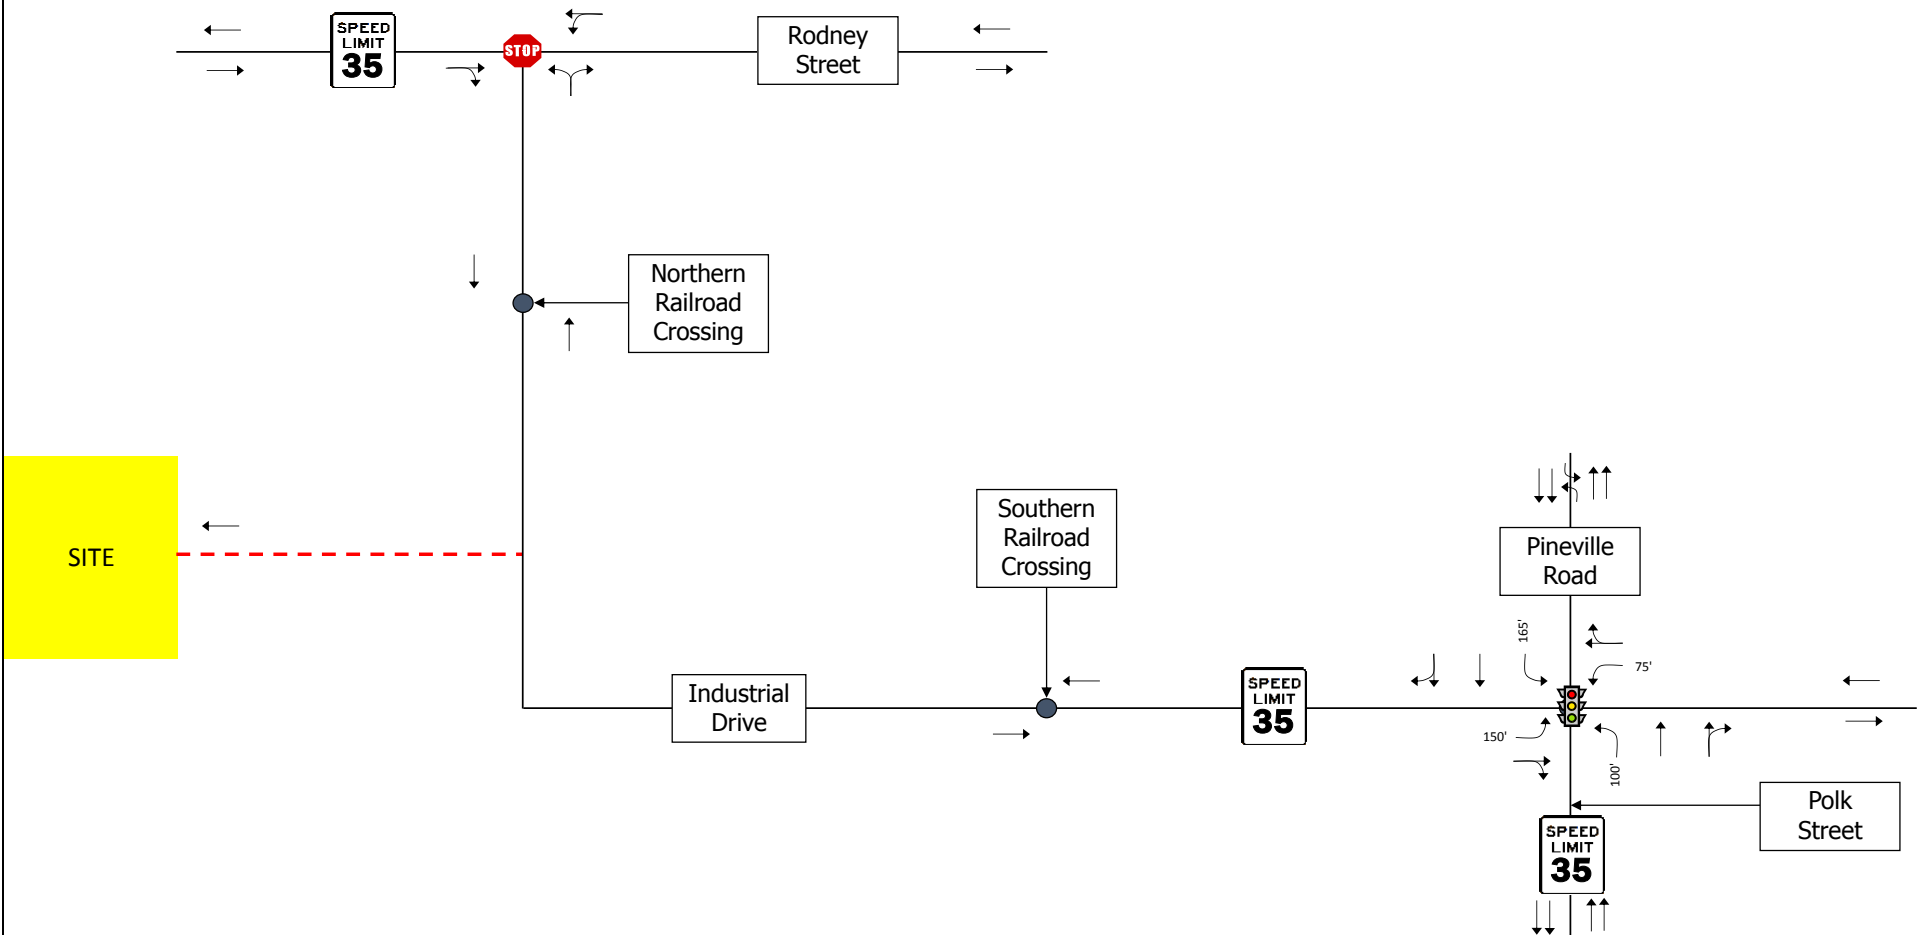 SPEED
LIMIT
35
STOP
Rodney
Street
Northern
Railroad
Crossing
SITE
Southern
Railroad
Crossing
Pineville
Road
165'
75'
Industrial
Drive
SPEED
LIMIT
35
150'
100'
Polk
Street
SPEED
LIMIT
35